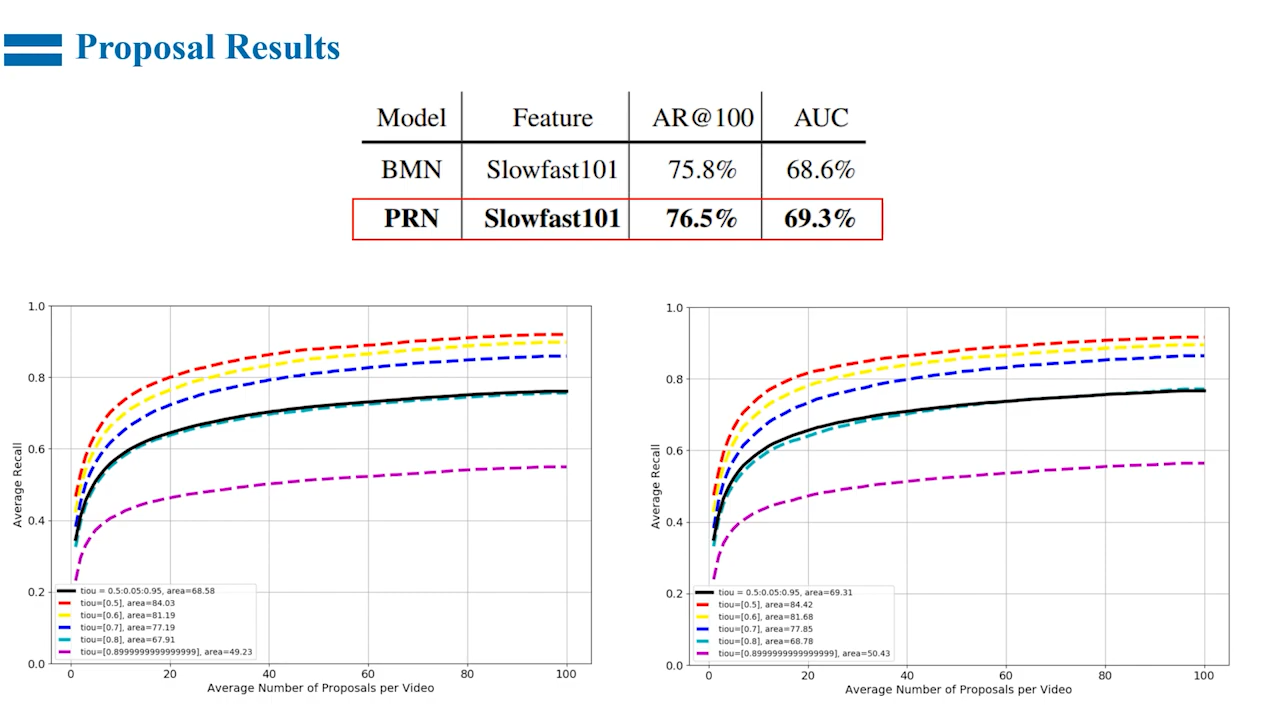 Proposal Results
Model Feature AR@100 AUC
BMN Slowfast101 75.8% 68.6%
PRN Slowfast101 76.5% 69.3%
1.0
0.8
0.6
0.4
0.2
0.0
Average Recall
tiou = 0.5:0.05:0.95, area=68.58
tiou=[0.5], area=84.03
tiou=[0.6], area=81.19
tiou=[0.7], area=77.19
tiou=[0.8], area=67.91
tiou=[0.8999999999999999], area=49.23
0 20 40 60 80 100
Average Number of Proposals per Video
1.0
0.8
0.6
0.4
0.2
0.0
Average Recall
tiou = 0.5:0.05:0.95, area=69.31
tiou=[0.5], area=84.42
tiou=[0.6], area=81.68
tiou=[0.7], area=77.85
tiou=[0.8], area=68.78
tiou=[0.8999999999999999], area=50.43
0 20 40 60 80 100
Average Number of Proposals per Video